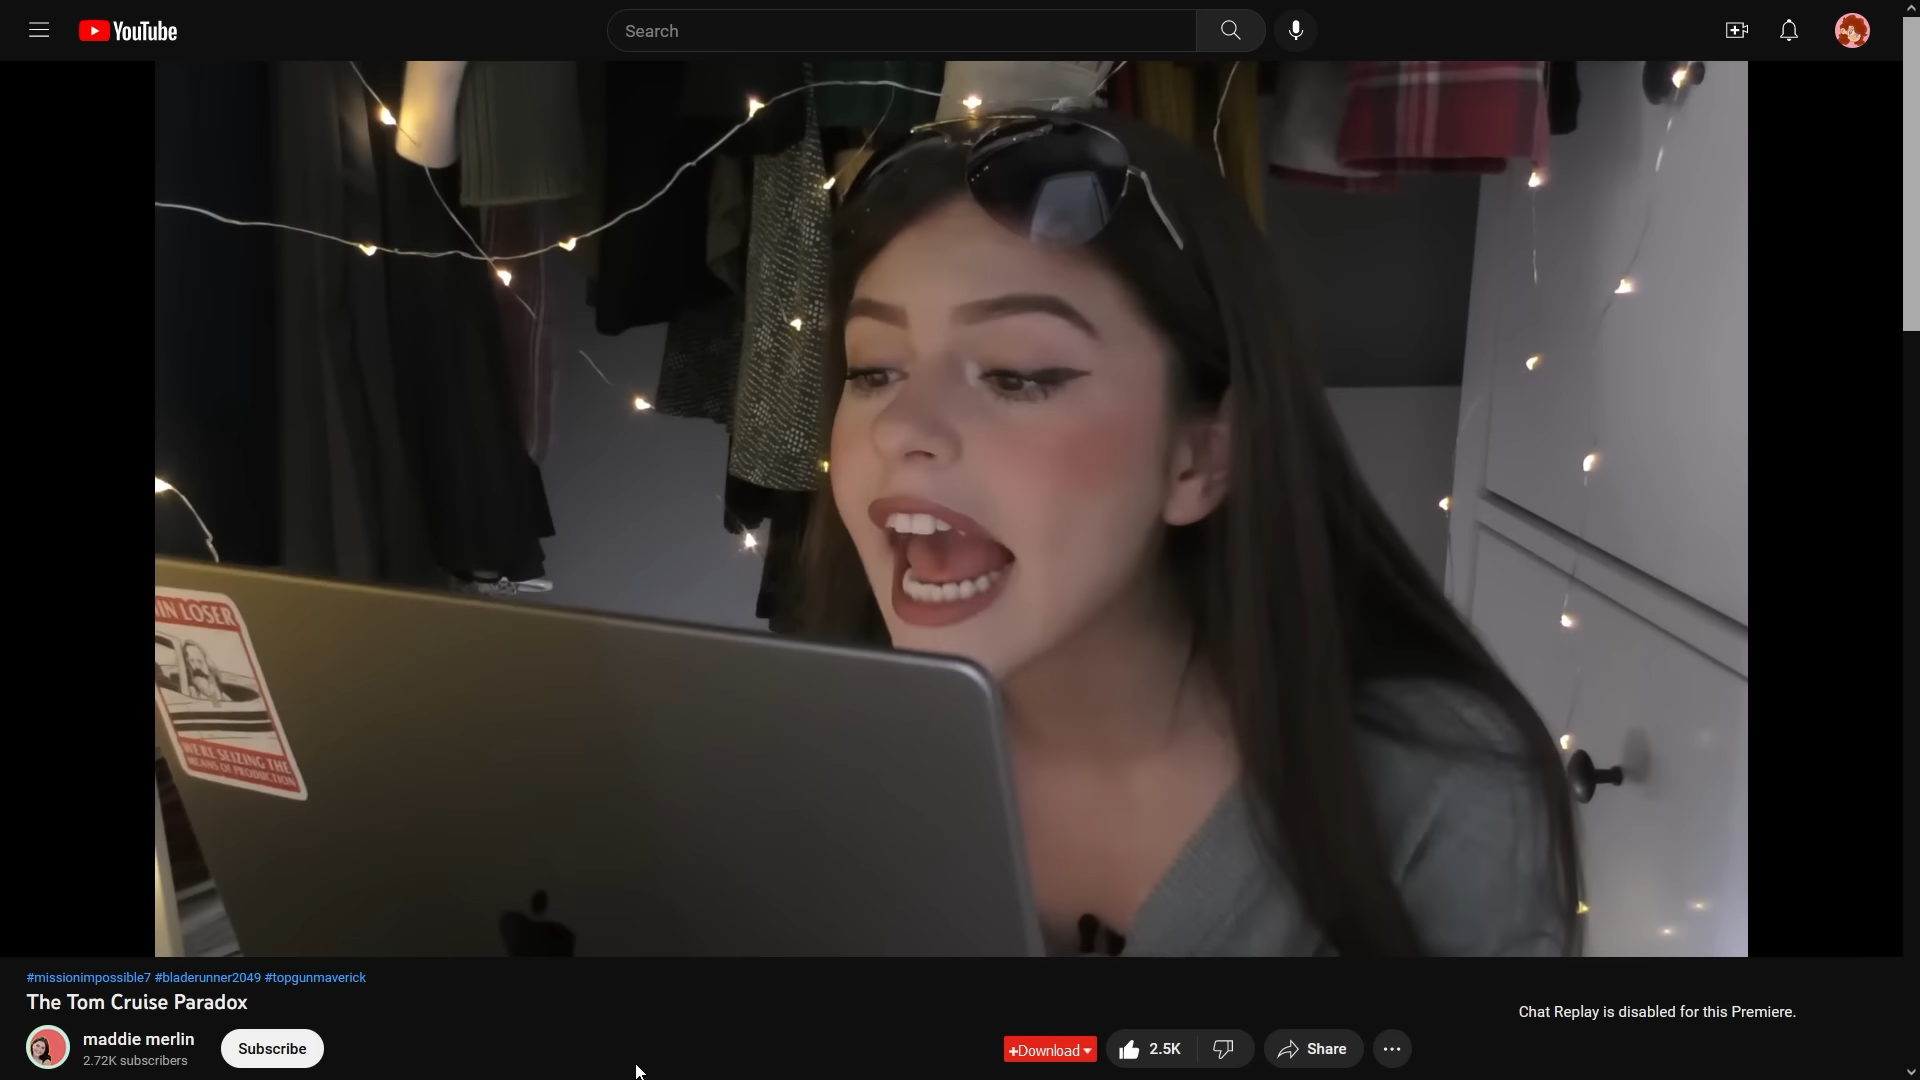 YouTube
Search
IN LOSER
WE'RE SEIZING THE
MEANS OF PRODUCTION
#missionimpossible7 #bladerunner2049 #topgunmaverick
The Tom Cruise Paradox
Chat Replay is disabled for this Premiere.
maddie merlin
2.72K subscribers
Subscribe
+Download
2.5K
Share